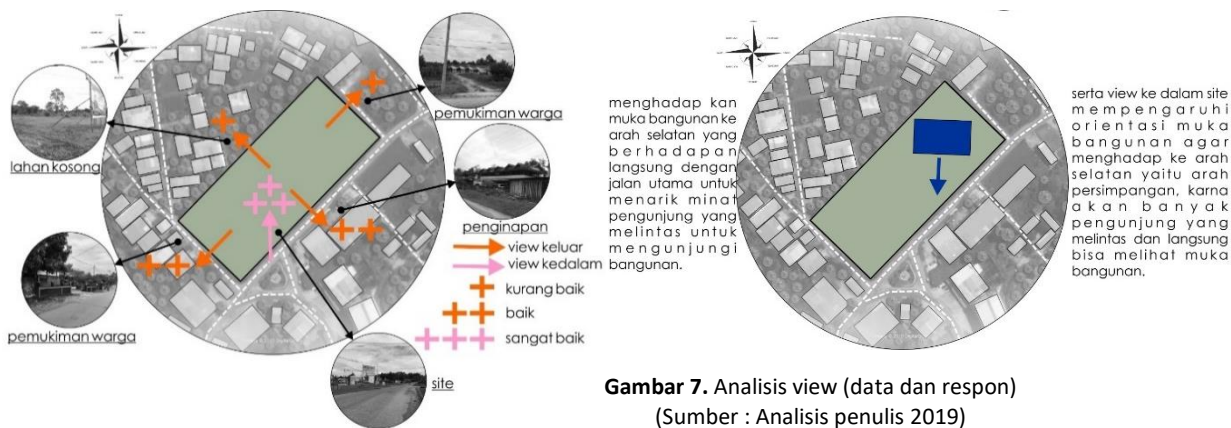 lahan kosong
pemukiman warga
penginapan
view keluar
view kedalam
kurang baik
baik
sangat baik
pemukiman warga
site
menghadap kan
muka bangunan ke
arah selatan yang
berhadapan
langsung dengan
jalan utama untuk
menarik minat
pengunjung yang
melintas untuk
mengunjungi
bangunan.
serta view ke dalam site
mempengaruhi
orientasi muka
bangunan agar
menghadap ke arah
selatan yaitu arah
persimpangan, karna
akan banyak
pengunjung yang
melintas dan langsung
bisa melihat muka
bangunan.
Gambar 7. Analisis view (data dan respon)
(Sumber : Analisis penulis 2019)